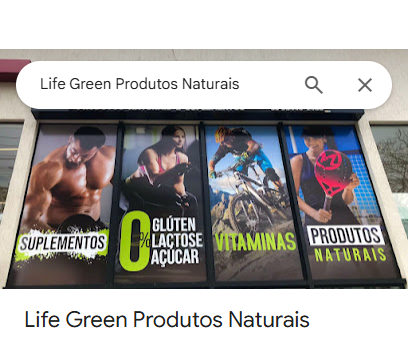 Life Green Produtos Naturais
SUPLEMENTOS
0%
GLÚTEN
LACTOSE
AÇÚCAR
VITAMINAS
PRODUTOS
NATURAIS
Life Green Produtos Naturais